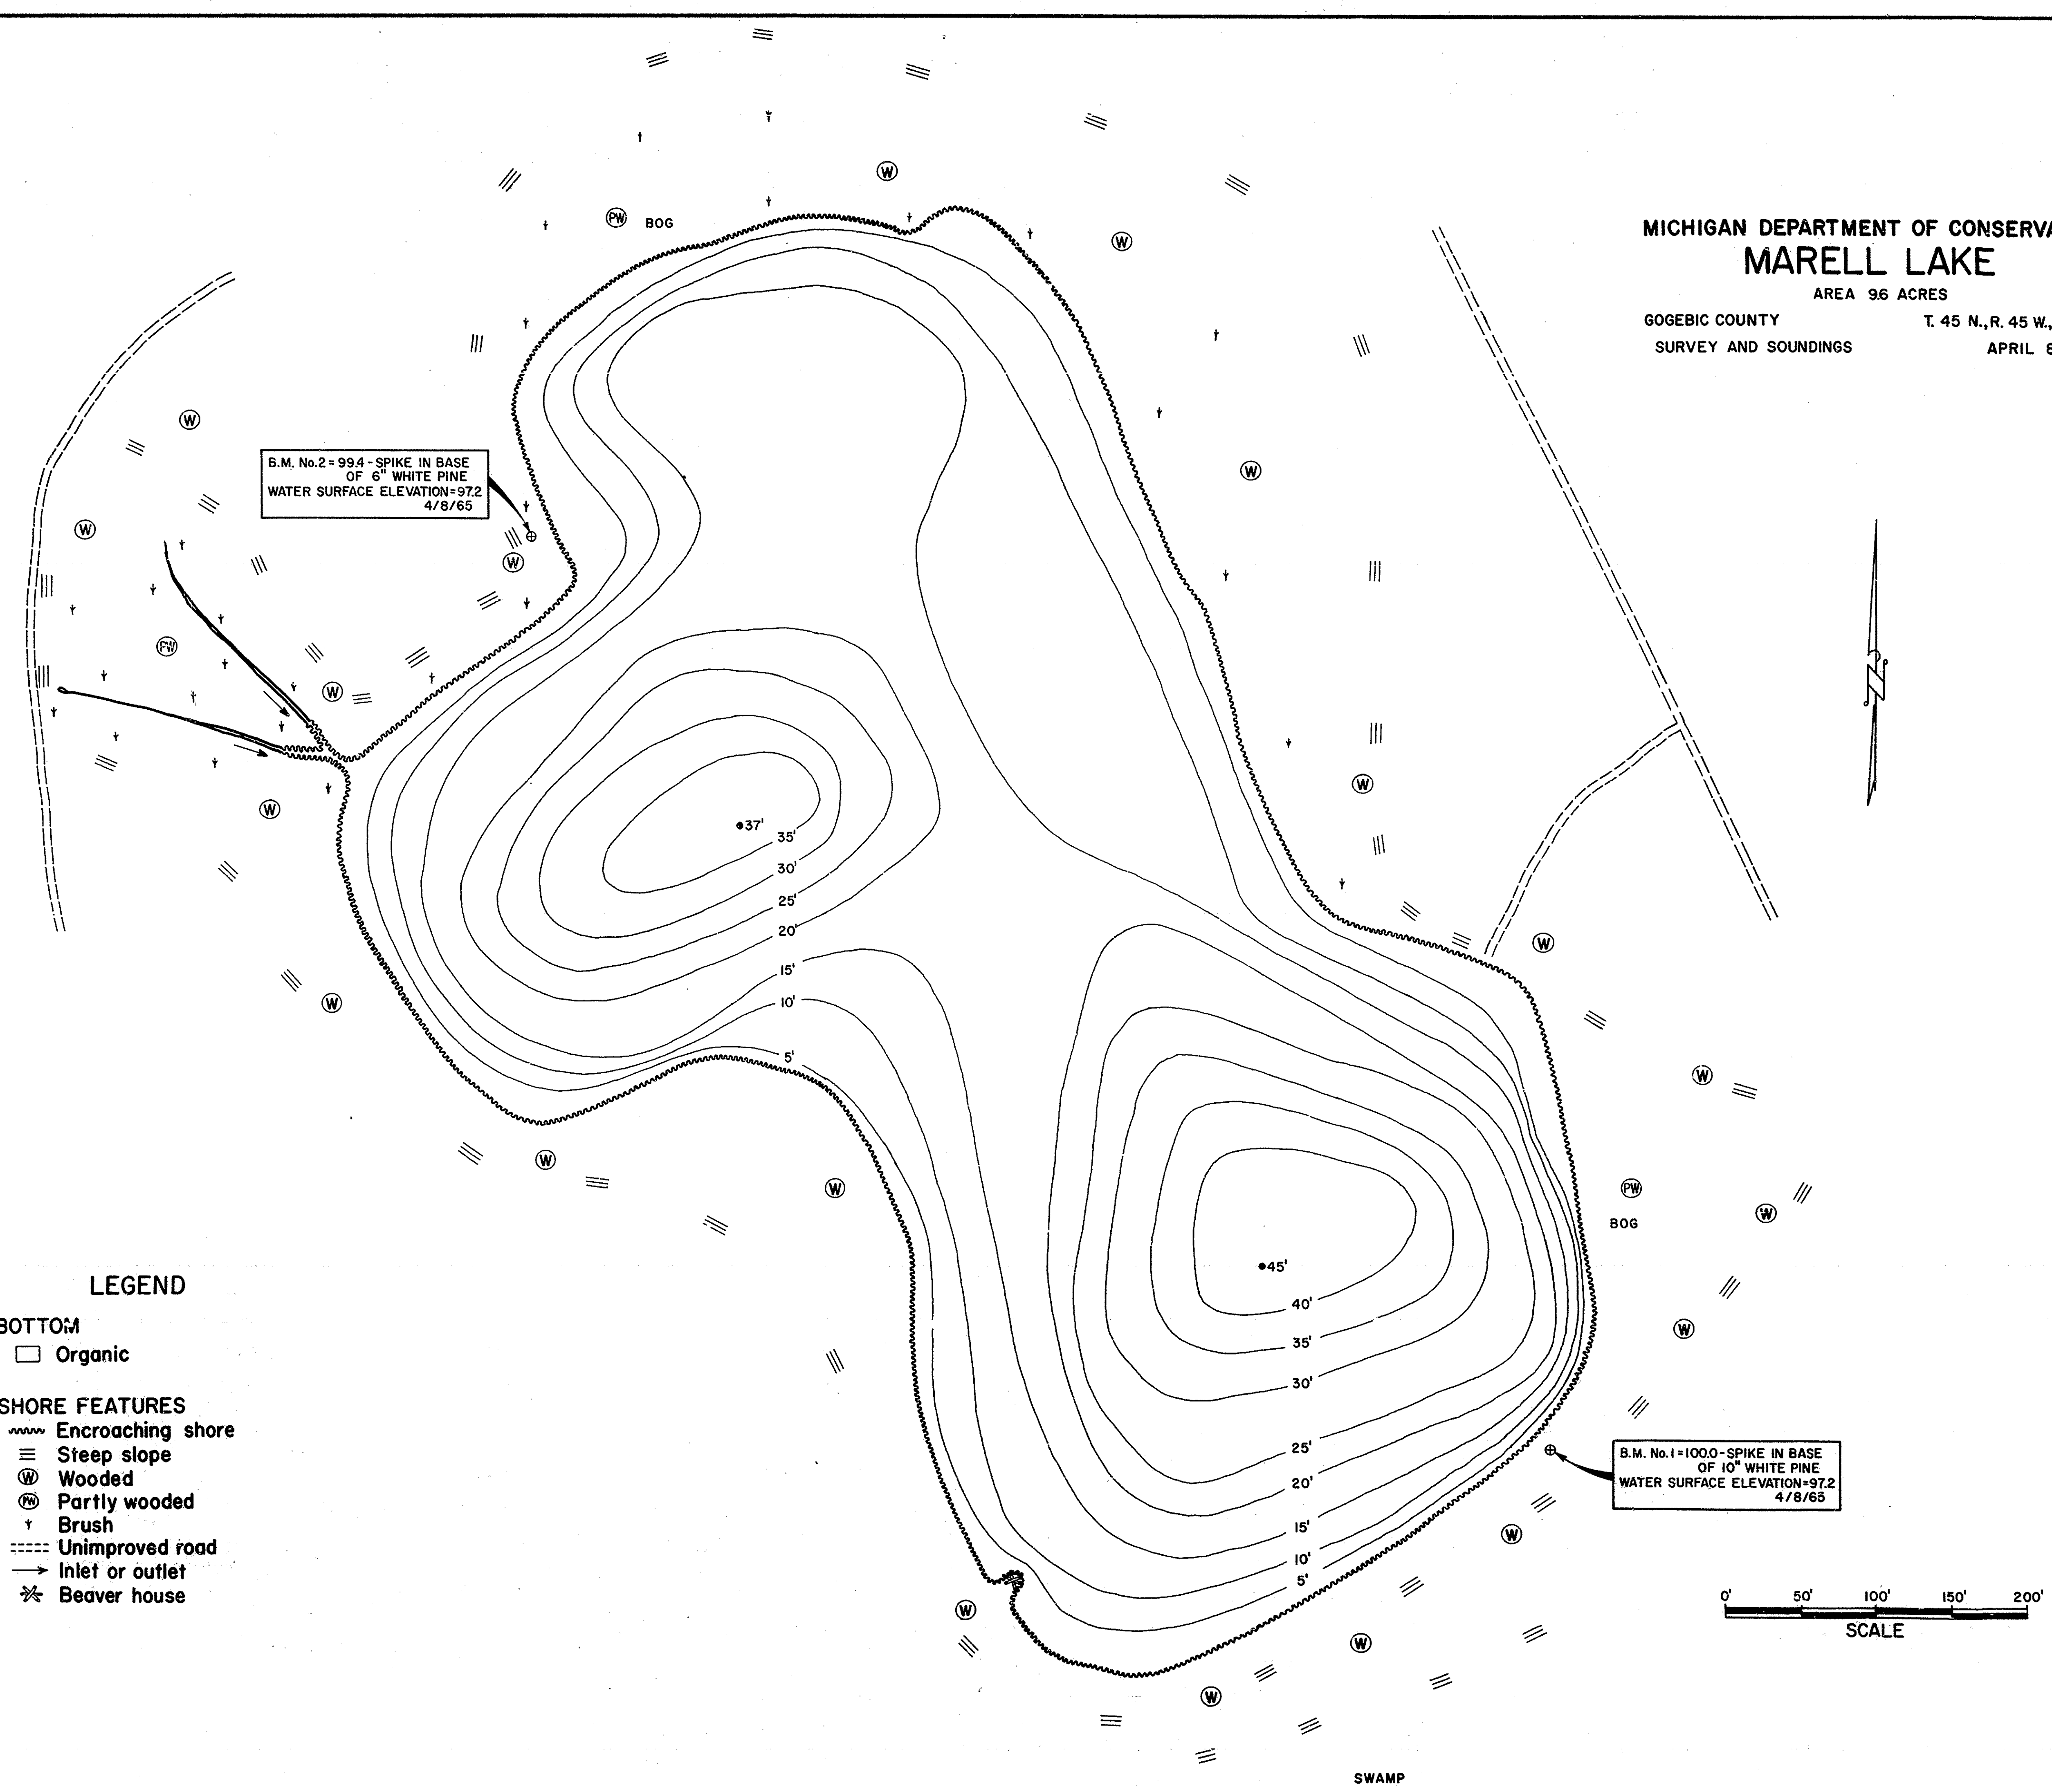 MICHIGAN DEPARTMENT OF CONSERVA
MARELL LAKE
AREA 9.6 ACRES
GOGEBIC COUNTY T. 45 N., R. 45 W.,
SURVEY AND SOUNDINGS APRIL 8
W
PW BOG
W
W
B.M. No. 2 = 99.4 - SPIKE IN BASE
OF 6" WHITE PINE
WATER SURFACE ELEVATION = 97.2
4/8/65
W
W
W
PW
W
N
W
W
37'
35'
30'
25'
20'
15'
10'
5'
W
W
W
W
W
PW
W
BOG
45'
40'
35'
30'
25'
20'
15'
10'
5'
W
B.M. No. 1 = 100.0 - SPIKE IN BASE
OF 10" WHITE PINE
WATER SURFACE ELEVATION = 97.2
4/8/65
W
W
W
W
SWAMP
LEGEND
BOTTOM
Organic
SHORE FEATURES
Encroaching shore
Steep slope
W Wooded
PW Partly wooded
Brush
Unimproved road
Inlet or outlet
Beaver house
0' 50' 100' 150' 200'
SCALE